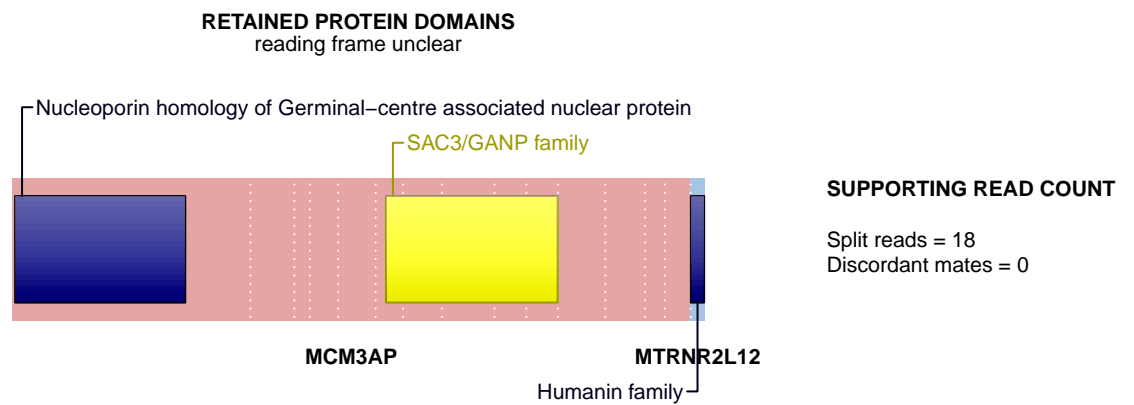 RETAINED PROTEIN DOMAINS
reading frame unclear
Nucleoporin homology of Germinal−centre associated nuclear protein
SAC3/GANP family
SUPPORTING READ COUNT
Split reads = 18
Discordant mates = 0
MCM3AP
MTRNR2L12
Humanin family